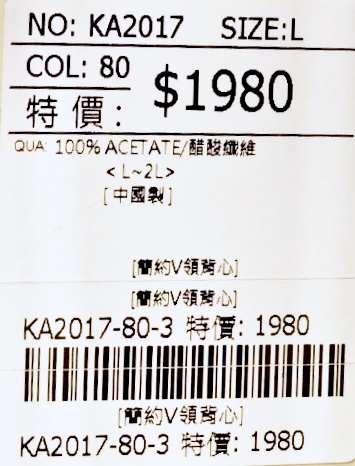 NO: KA2017 SIZE:L
COL: 80
特價: $1980
QUA: 100% ACETATE/醋酸纖維
<L~2L>
[中國製]
[簡約V領背心]
[簡約V領背心]
KA2017-80-3 特價: 1980
[簡約V領背心]
KA2017-80-3 特價: 1980